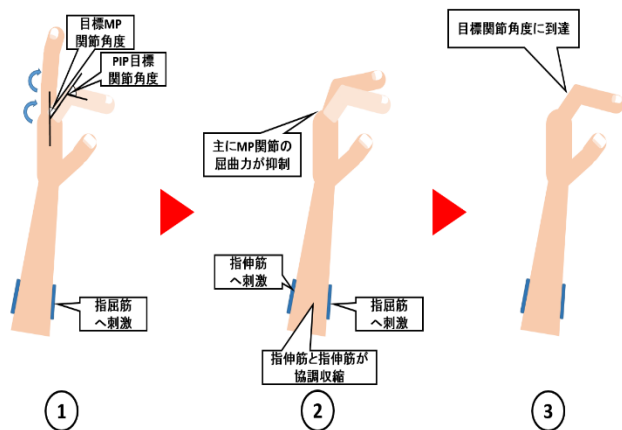 目標MP
関節角度
PIP目標
関節角度
指屈筋
へ刺激
①
主にMP関節の
屈曲力が抑制
指伸筋
へ刺激
指屈筋
へ刺激
指伸筋と指伸筋が
協調収縮
②
目標関節角度に到達
③